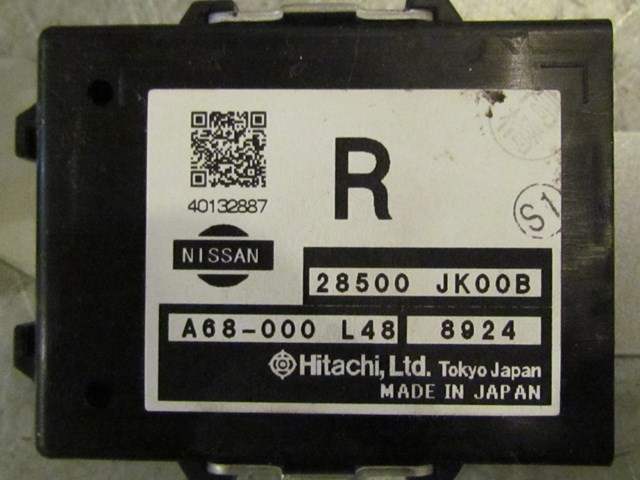 R
40132887
NISSAN
S1
28500 JK00B
A68-000 L48 8924
Hitachi, Ltd. Tokyo Japan
MADE IN JAPAN